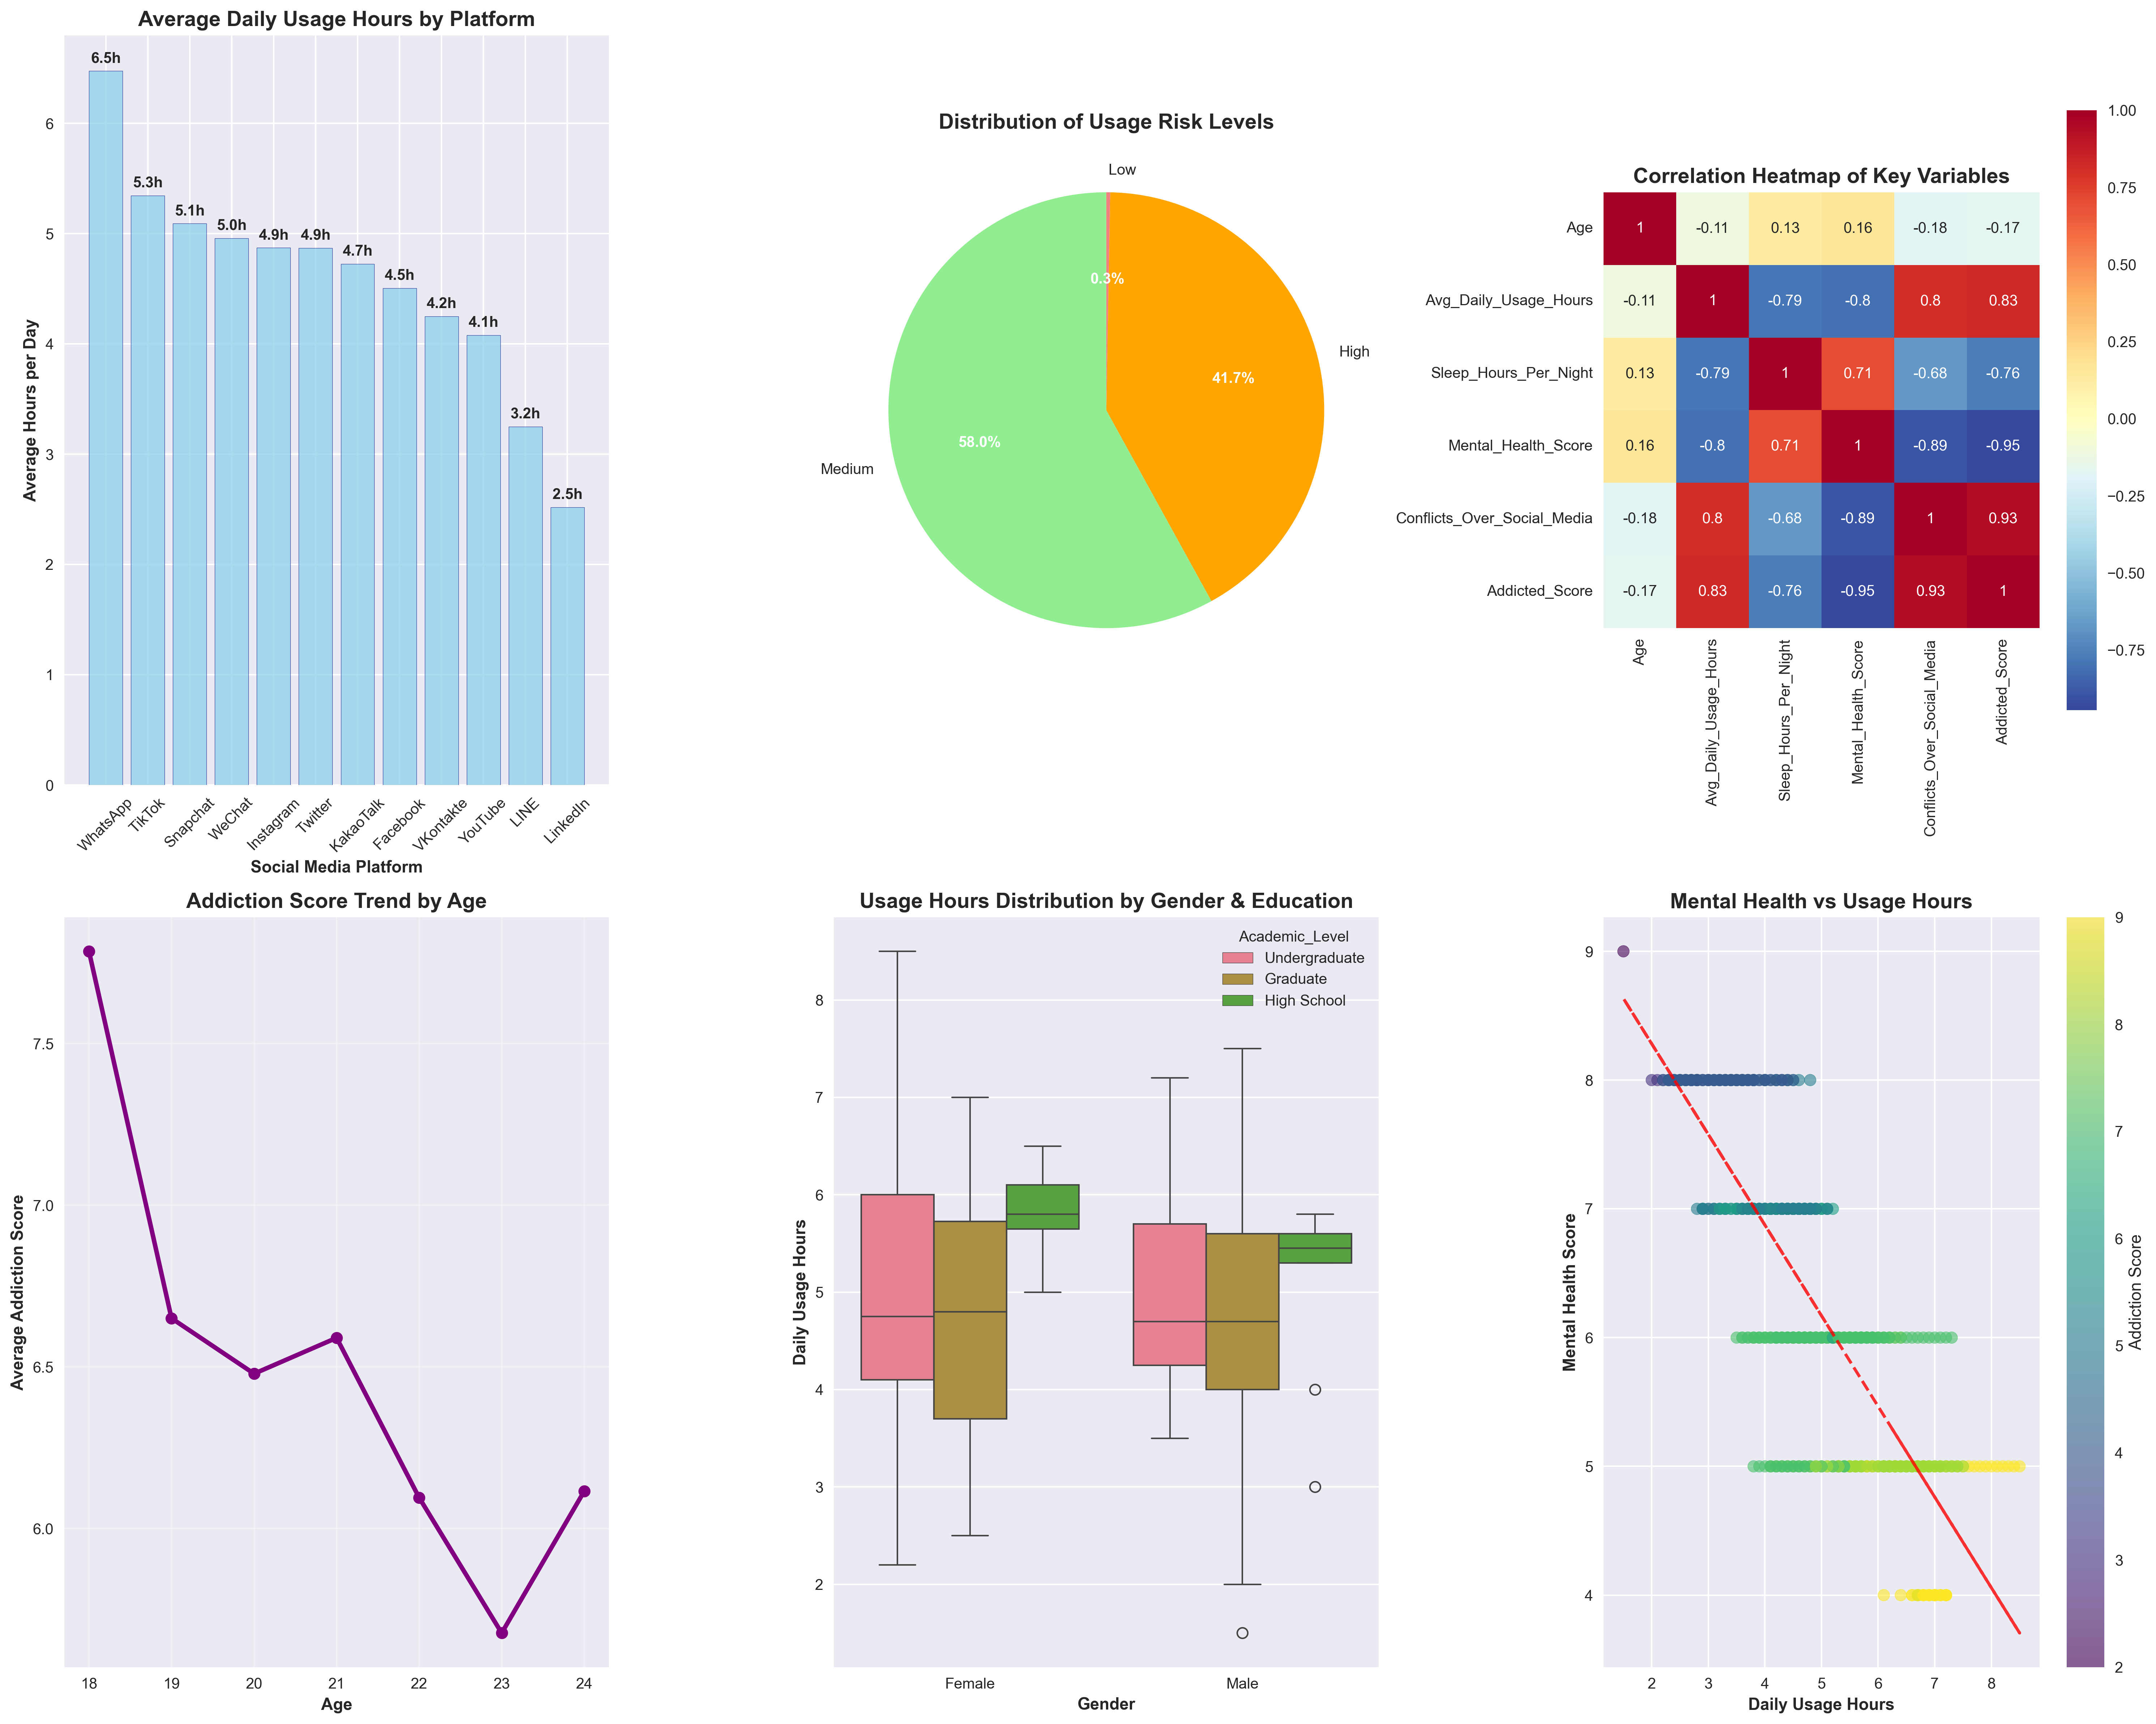 Average Daily Usage Hours by Platform
Average Hours per Day
6
5
4
3
2
1
0
6.5h
5.3h
5.1h
5.0h
4.9h
4.9h
4.7h
4.5h
4.2h
4.1h
3.2h
2.5h
WhatsApp
TikTok
Snapchat
WeChat
Instagram
Twitter
KakaoTalk
Facebook
VKontakte
YouTube
LINE
LinkedIn
Social Media Platform
Distribution of Usage Risk Levels
Low
0.3%
High
41.7%
58.0%
Medium
Correlation Heatmap of Key Variables
Age 1 -0.11 0.13 0.16 -0.18 -0.17
Avg_Daily_Usage_Hours -0.11 1 -0.79 -0.8 0.8 0.83
Sleep_Hours_Per_Night 0.13 -0.79 1 0.71 -0.68 -0.76
Mental_Health_Score 0.16 -0.8 0.71 1 -0.89 -0.95
Conflicts_Over_Social_Media -0.18 0.8 -0.68 -0.89 1 0.93
Addicted_Score -0.17 0.83 -0.76 -0.95 0.93 1
Age
Avg_Daily_Usage_Hours
Sleep_Hours_Per_Night
Mental_Health_Score
Conflicts_Over_Social_Media
Addicted_Score
1.00
0.75
0.50
0.25
0.00
−0.25
−0.50
−0.75
Addiction Score Trend by Age
Average Addiction Score
7.5
7.0
6.5
6.0
18 19 20 21 22 23 24
Age
Usage Hours Distribution by Gender & Education
Academic_Level
Undergraduate
Graduate
High School
Daily Usage Hours
8
7
6
5
4
3
2
Female Male
Gender
Mental Health vs Usage Hours
Mental Health Score
9
8
7
6
5
4
2 3 4 5 6 7 8
Daily Usage Hours
9
8
7
6
5
4
3
2
Addiction Score